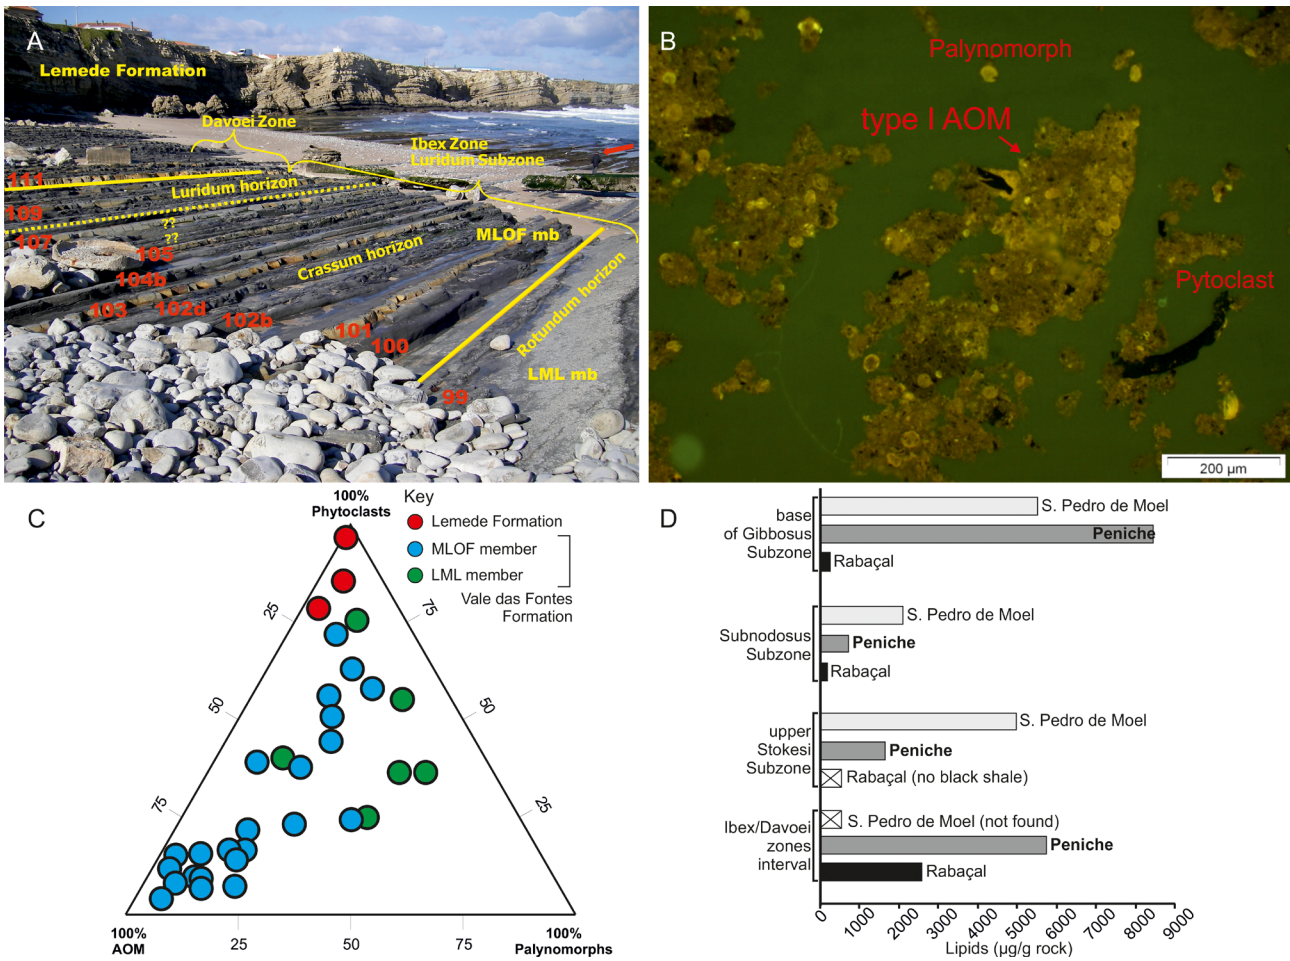 A
Lemede Formation
Davoei Zone
Ibex Zone
Luridum Subzone
111
Luridum horizon
109
??
107
??
105
MLOF mb
Crassum horizon
104b
103
102d
102b
101
100
Rotundum horizon
LML mb
99
B
Palynomorph
type I AOM
Pytoclast
200 µm
C
100%
Phytoclasts
Key
Lemede Formation
MLOF member
LML member
Vale das Fontes
Formation
25
75
50
50
75
25
100%
AOM
25
50
75
100%
Palynomorphs
D
base
of Gibbosus
Subzone
S. Pedro de Moel
Peniche
Rabaçal
Subnodosus
Subzone
S. Pedro de Moel
Peniche
Rabaçal
upper
Stokesi
Subzone
S. Pedro de Moel
Peniche
Rabaçal (no black shale)
Ibex/Davoei
zones
interval
S. Pedro de Moel (not found)
Peniche
Rabaçal
0
1000
2000
3000
4000
5000
6000
7000
8000
9000
Lipids (µg/g rock)